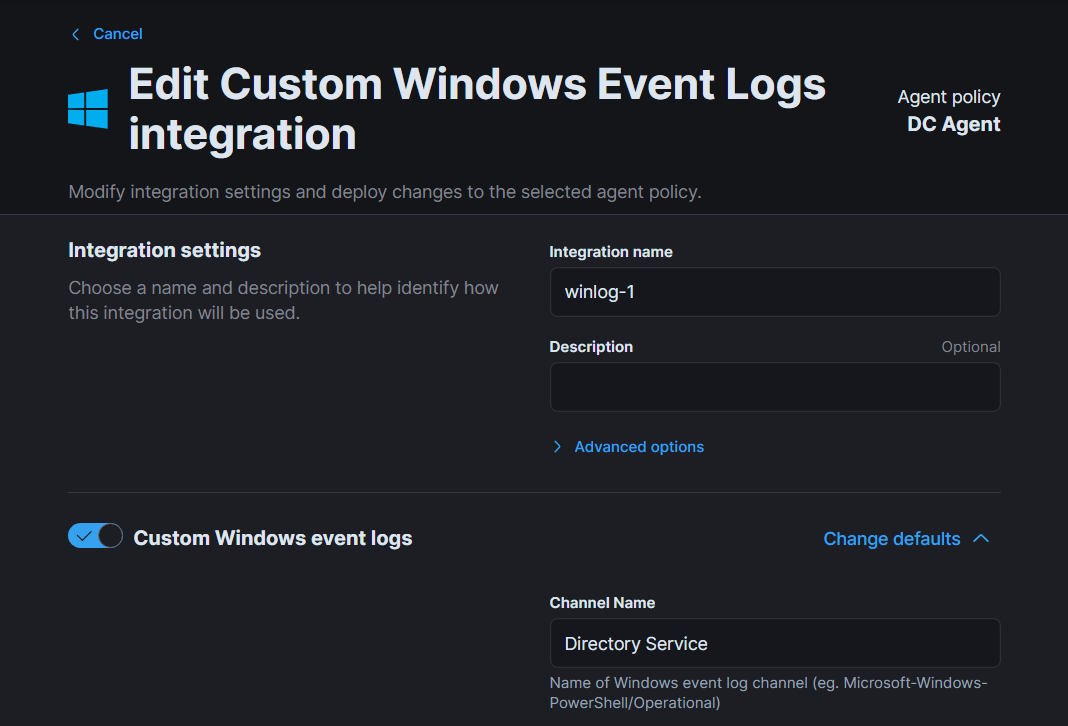 Cancel
Edit Custom Windows Event Logs
integration
Agent policy
DC Agent
Modify integration settings and deploy changes to the selected agent policy.
Integration settings
Choose a name and description to help identify how
this integration will be used.
Integration name
winlog-1
Description
Optional
Advanced options
Custom Windows event logs
Change defaults
Channel Name
Directory Service
Name of Windows event log channel (eg. Microsoft-Windows-
PowerShell/Operational)